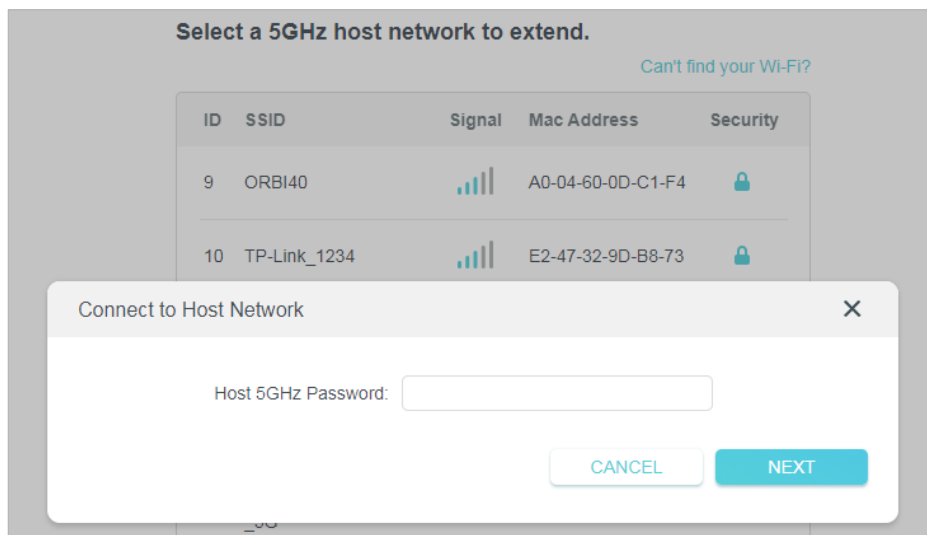 Select a 5GHz host network to extend.
Can't find your Wi-Fi?
ID SSID Signal Mac Address Security
9 ORBI40 A0-04-60-0D-C1-F4
10 TP-Link_1234 E2-47-32-9D-B8-73
Connect to Host Network
Host 5GHz Password:
CANCEL NEXT